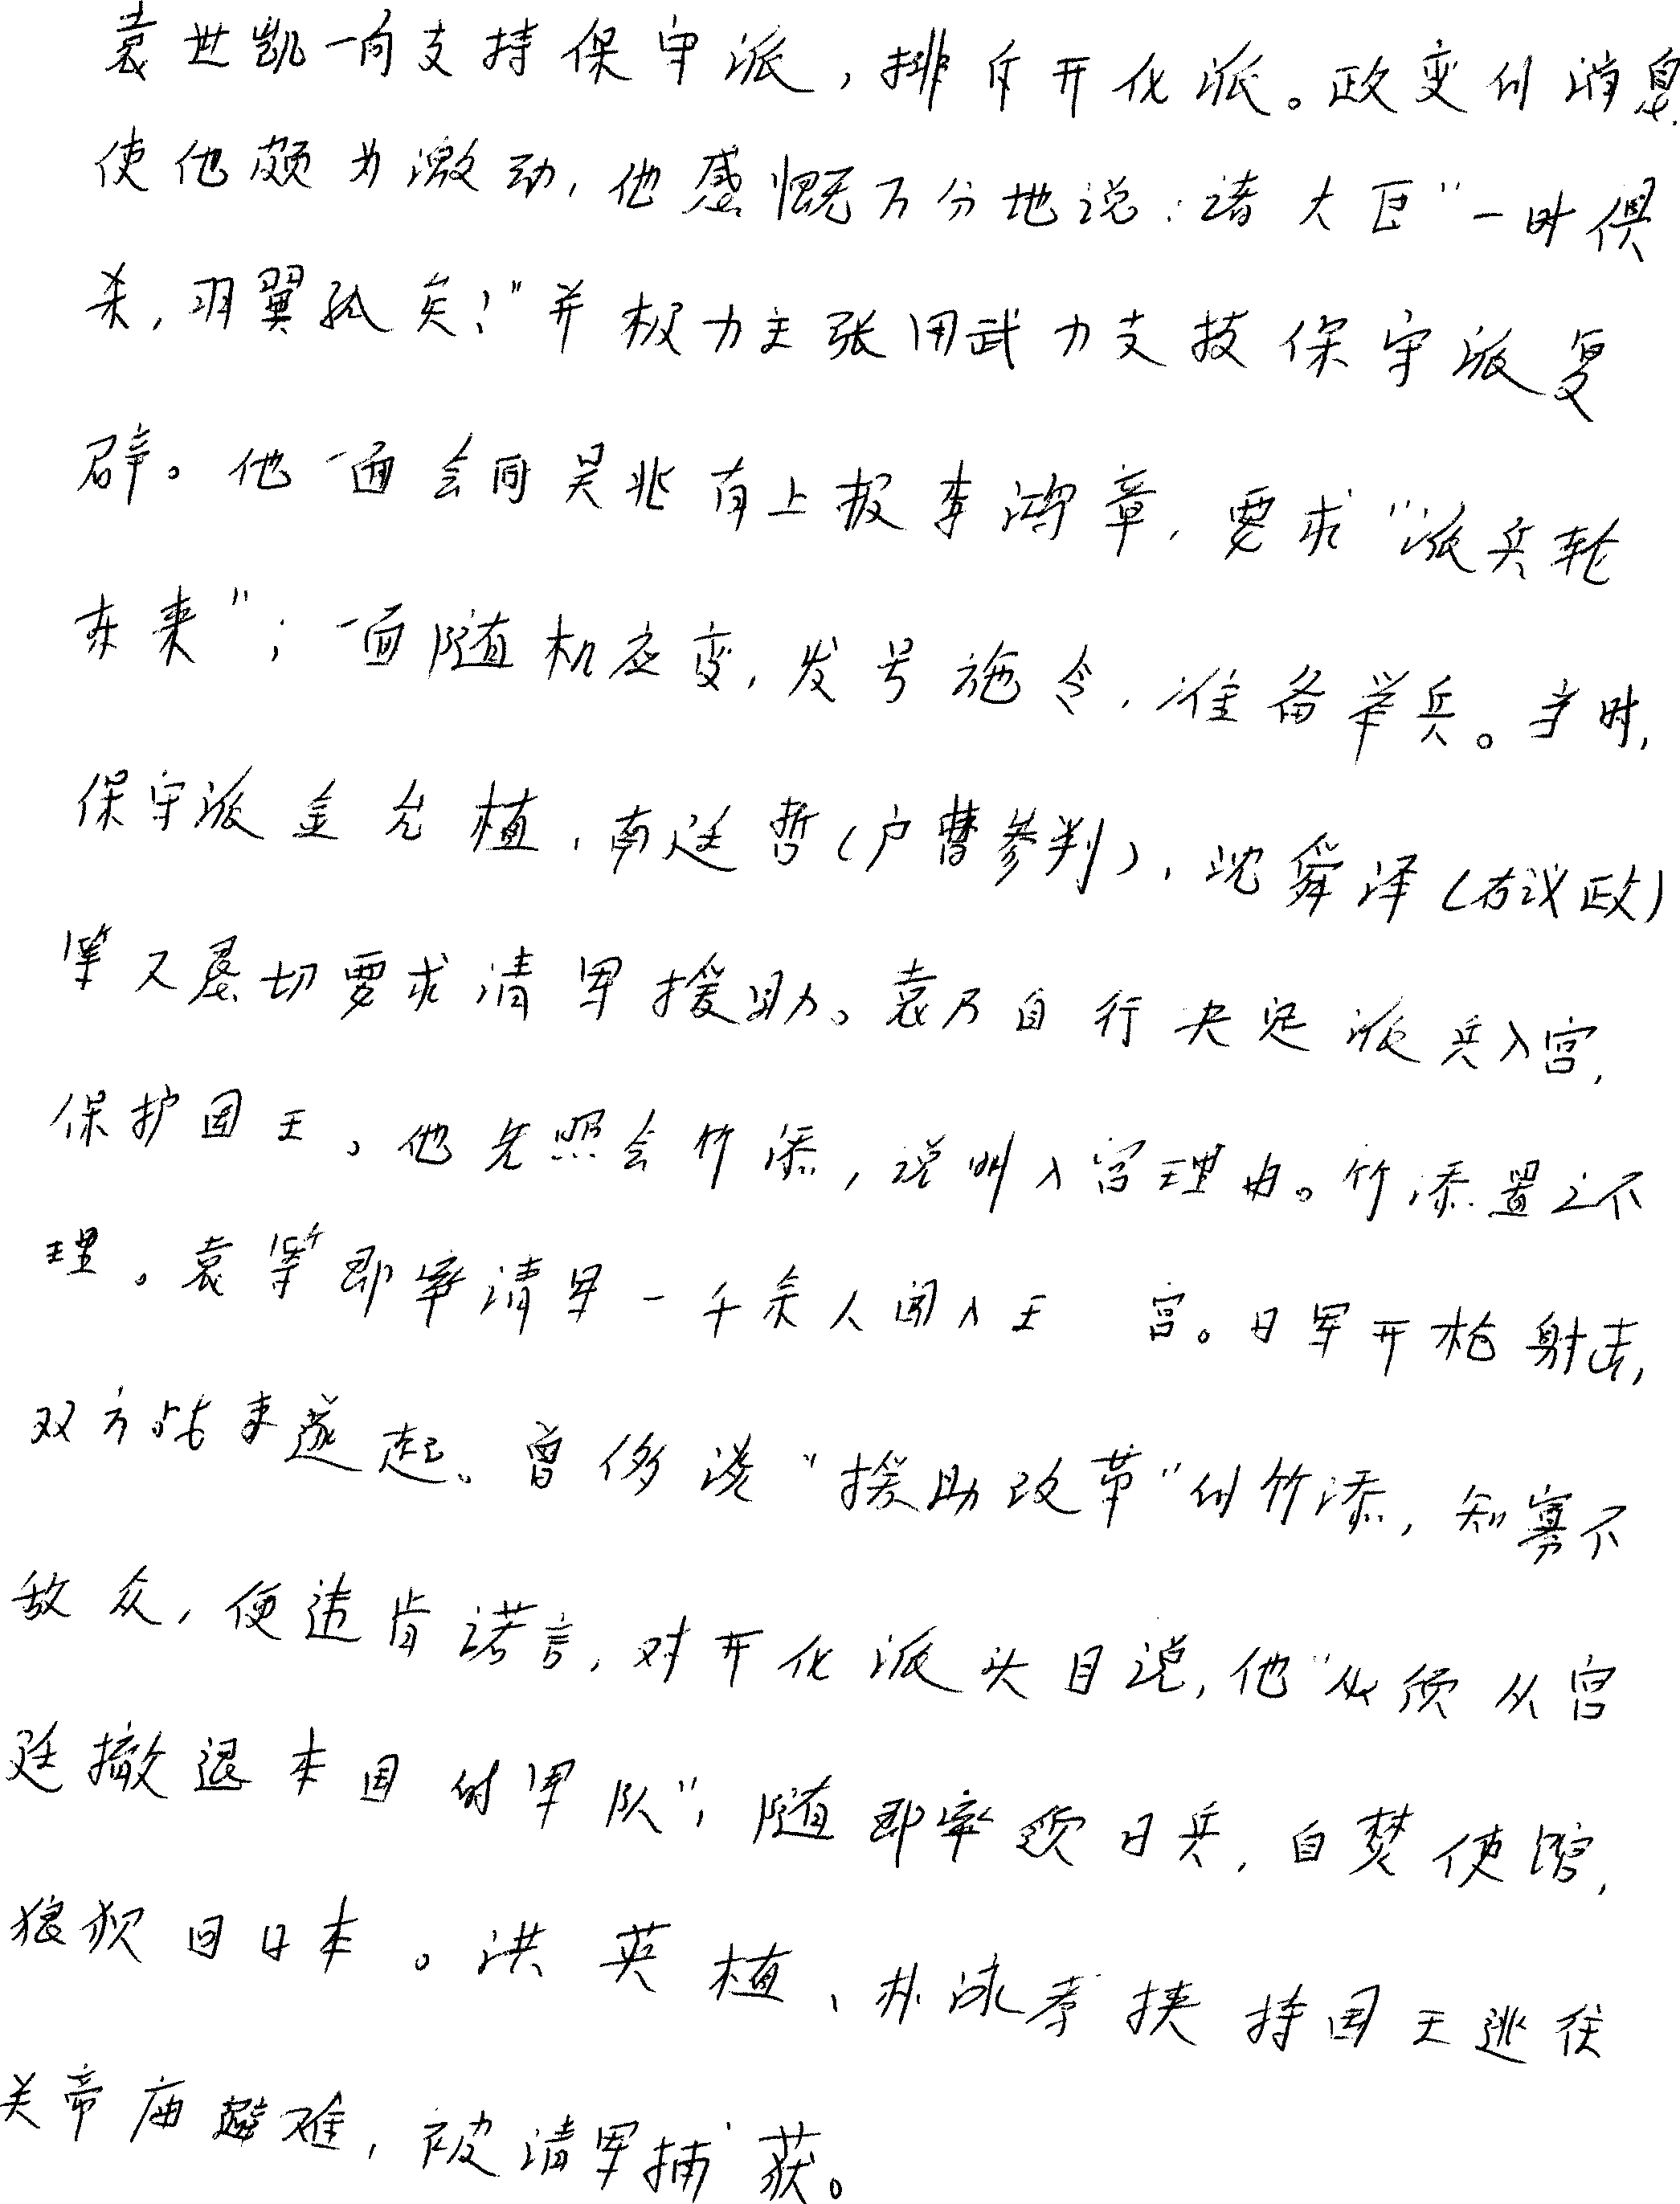 袁世凯一向支持保守派，排斥开化派。政变的消息
使他颇为激动，他感慨万分地说：诸大臣"一时俱
杀，羽翼孤矣！"并极力主张用武力支技保守派复
辟。他一面会同吴兆有上报李鸿章，要求"派兵轮
东来"；一面随机应变，发号施令，准备举兵。当时，
保守派金允植、南廷哲（户曹参判）、沈舜泽（右议政）
等又恳切要求清军援助。袁乃自行决定派兵入宫，
保护国王。他先照会竹添，说明入宫理由。竹添置之不
理。袁等即率清军一千余人闯入王宫。日军开枪射击，
双方战末遂起。曾侈谈"援助改革"的竹添，知寡不
敌众，便违背诺言，对开化派头目说，他"必须从宫
廷撤退本国的军队"，随即率领日兵，自焚使馆，
狼狈回日本。洪英植、朴泳孝挟持国王逃往
关帝庙避难，被清军捕获。